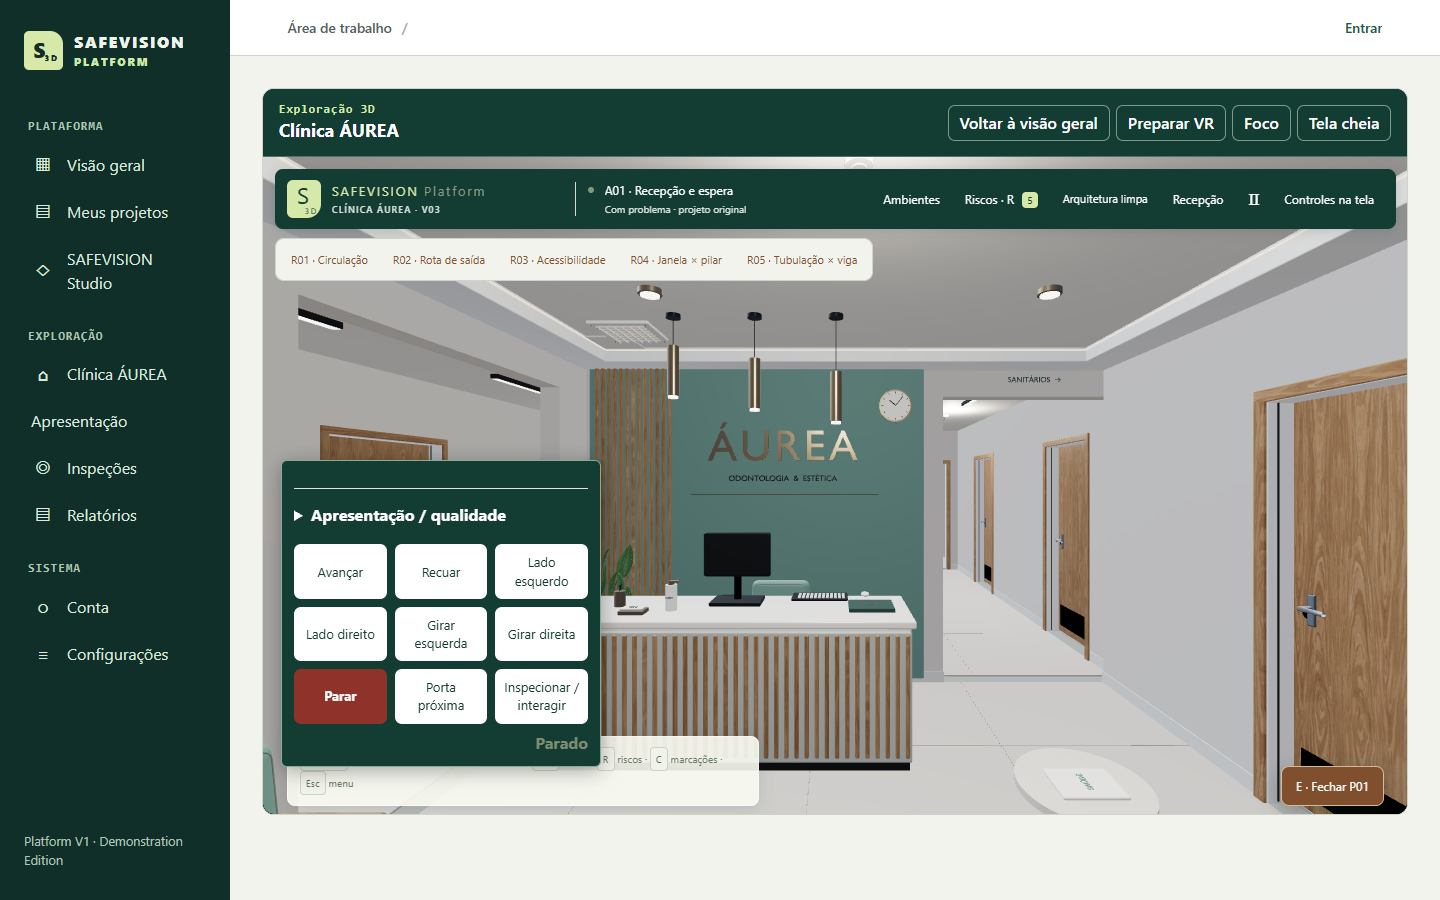 S 3D
SAFEVISION
PLATFORM
PLATAFORMA
Visão geral
Meus projetos
SAFEVISION
Studio
EXPLORAÇÃO
Clínica ÁUREA
Apresentação
Inspeções
Relatórios
SISTEMA
Conta
Configurações
Platform V1 · Demonstration
Edition
Área de trabalho /
Entrar
Exploração 3D
Clínica ÁUREA
Voltar à visão geral
Preparar VR
Foco
Tela cheia
S 3D
SAFEVISION Platform
CLÍNICA ÁUREA · V03
A01 · Recepção e espera
Com problema · projeto original
Ambientes
Riscos · R 5
Arquitetura limpa
Recepção
Controles na tela
R01 · Circulação
R02 · Rota de saída
R03 · Acessibilidade
R04 · Janela × pilar
R05 · Tubulação × viga
SANITÁRIOS →
ÁUREA
ODONTOLOGIA & ESTÉTICA
Apresentação / qualidade
Avançar
Recuar
Lado
esquerdo
Lado direito
Girar
esquerda
Girar direita
Parar
Porta
próxima
Inspecionar /
interagir
Parado
R riscos · C marcações ·
Esc menu
E · Fechar P01